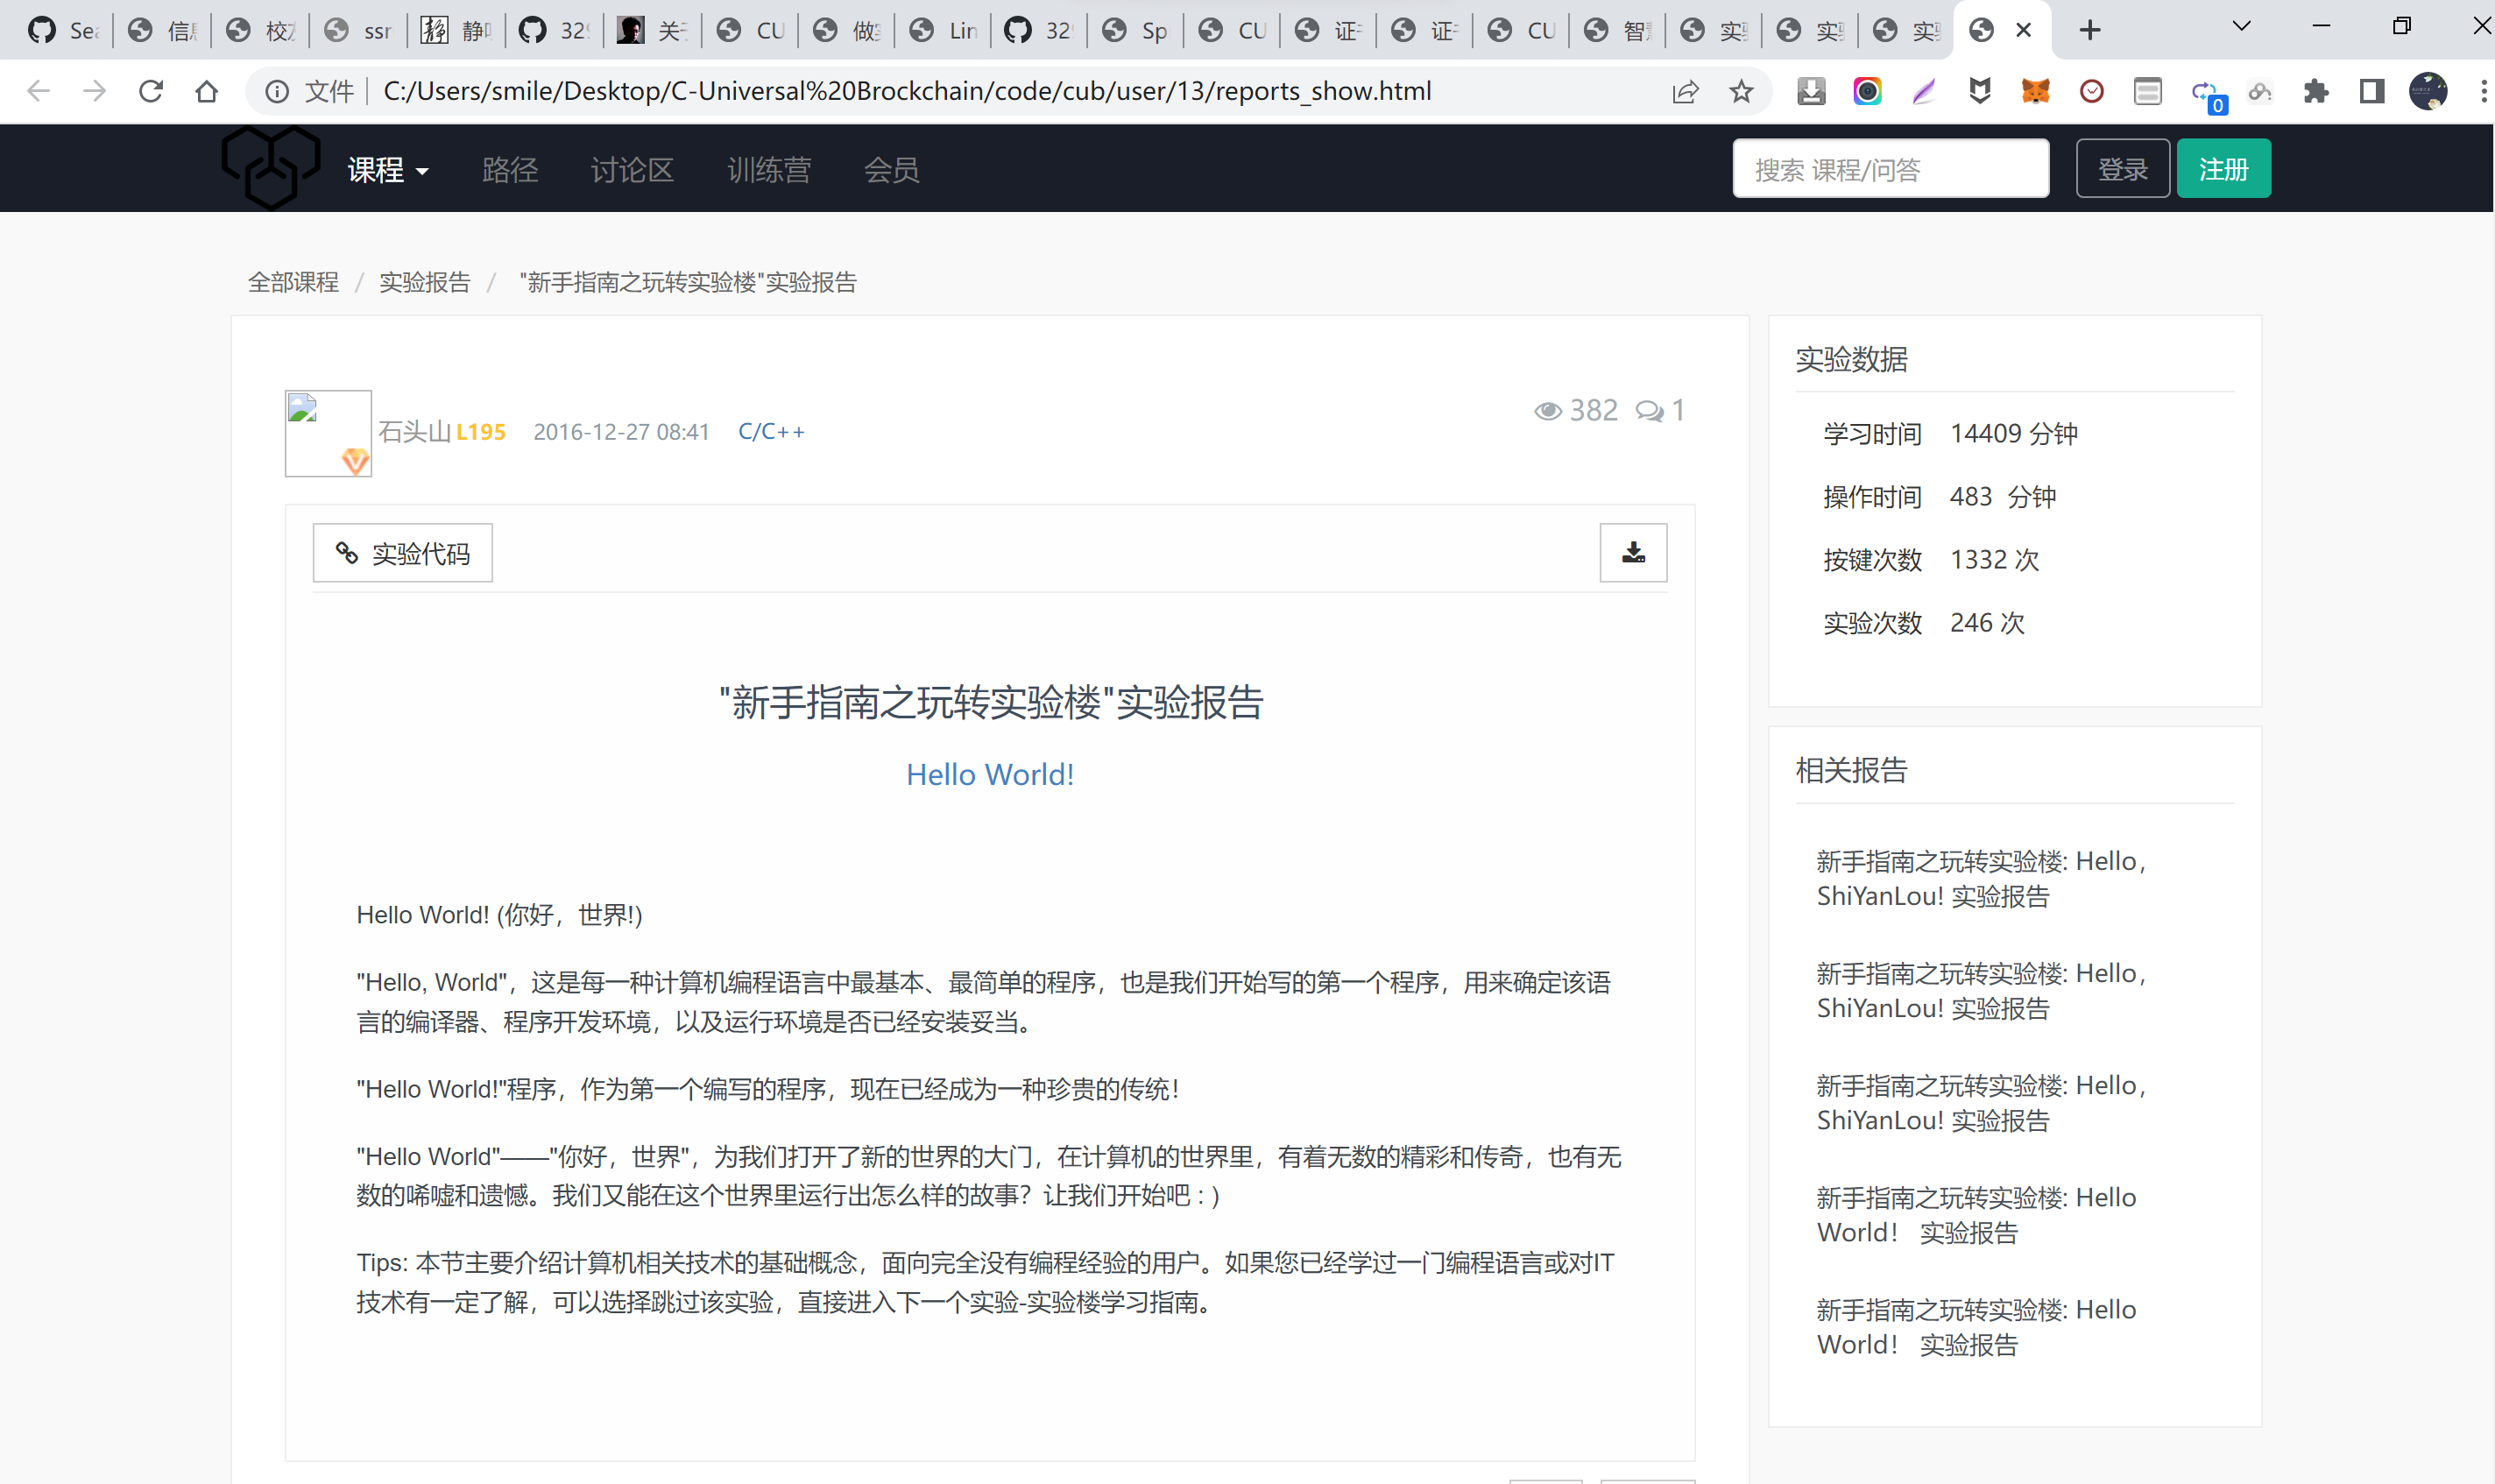 Sea
信息
校友
ssr
静
329
关于
CU
做实
Lin
329
Sp
CU
证书
证书
CU
智慧
实验
实验
实验
文件
C:/Users/smile/Desktop/C-Universal%20Brockchain/code/cub/user/13/reports_show.html
0
课程 路径 讨论区 训练营 会员
搜索 课程/问答
登录 注册
全部课程 / 实验报告 / "新手指南之玩转实验楼"实验报告
石头山 L195 2016-12-27 08:41 C/C++
382 1
实验代码
"新手指南之玩转实验楼"实验报告
Hello World!
Hello World! (你好，世界!)
"Hello, World"，这是每一种计算机编程语言中最基本、最简单的程序，也是我们开始写的第一个程序，用来确定该语
言的编译器、程序开发环境，以及运行环境是否已经安装妥当。
"Hello World!"程序，作为第一个编写的程序，现在已经成为一种珍贵的传统！
"Hello World"——"你好，世界"，为我们打开了新的世界的大门，在计算机的世界里，有着无数的精彩和传奇，也有无
数的唏嘘和遗憾。我们又能在这个世界里运行出怎么样的故事？让我们开始吧 : )
Tips: 本节主要介绍计算机相关技术的基础概念，面向完全没有编程经验的用户。如果您已经学过一门编程语言或对IT
技术有一定了解，可以选择跳过该实验，直接进入下一个实验-实验楼学习指南。
实验数据
学习时间 14409 分钟
操作时间 483 分钟
按键次数 1332 次
实验次数 246 次
相关报告
新手指南之玩转实验楼: Hello，
ShiYanLou! 实验报告
新手指南之玩转实验楼: Hello，
ShiYanLou! 实验报告
新手指南之玩转实验楼: Hello，
ShiYanLou! 实验报告
新手指南之玩转实验楼: Hello
World！ 实验报告
新手指南之玩转实验楼: Hello
World！ 实验报告